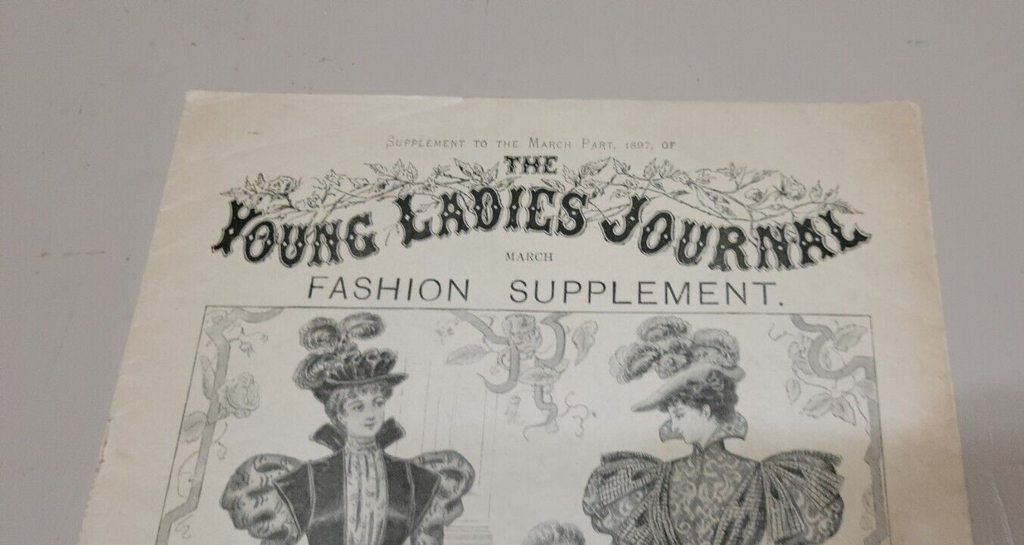 SUPPLEMENT TO THE MARCH PART, 1897, OF
THE
YOUNG LADIES JOURNAL
MARCH
FASHION SUPPLEMENT.